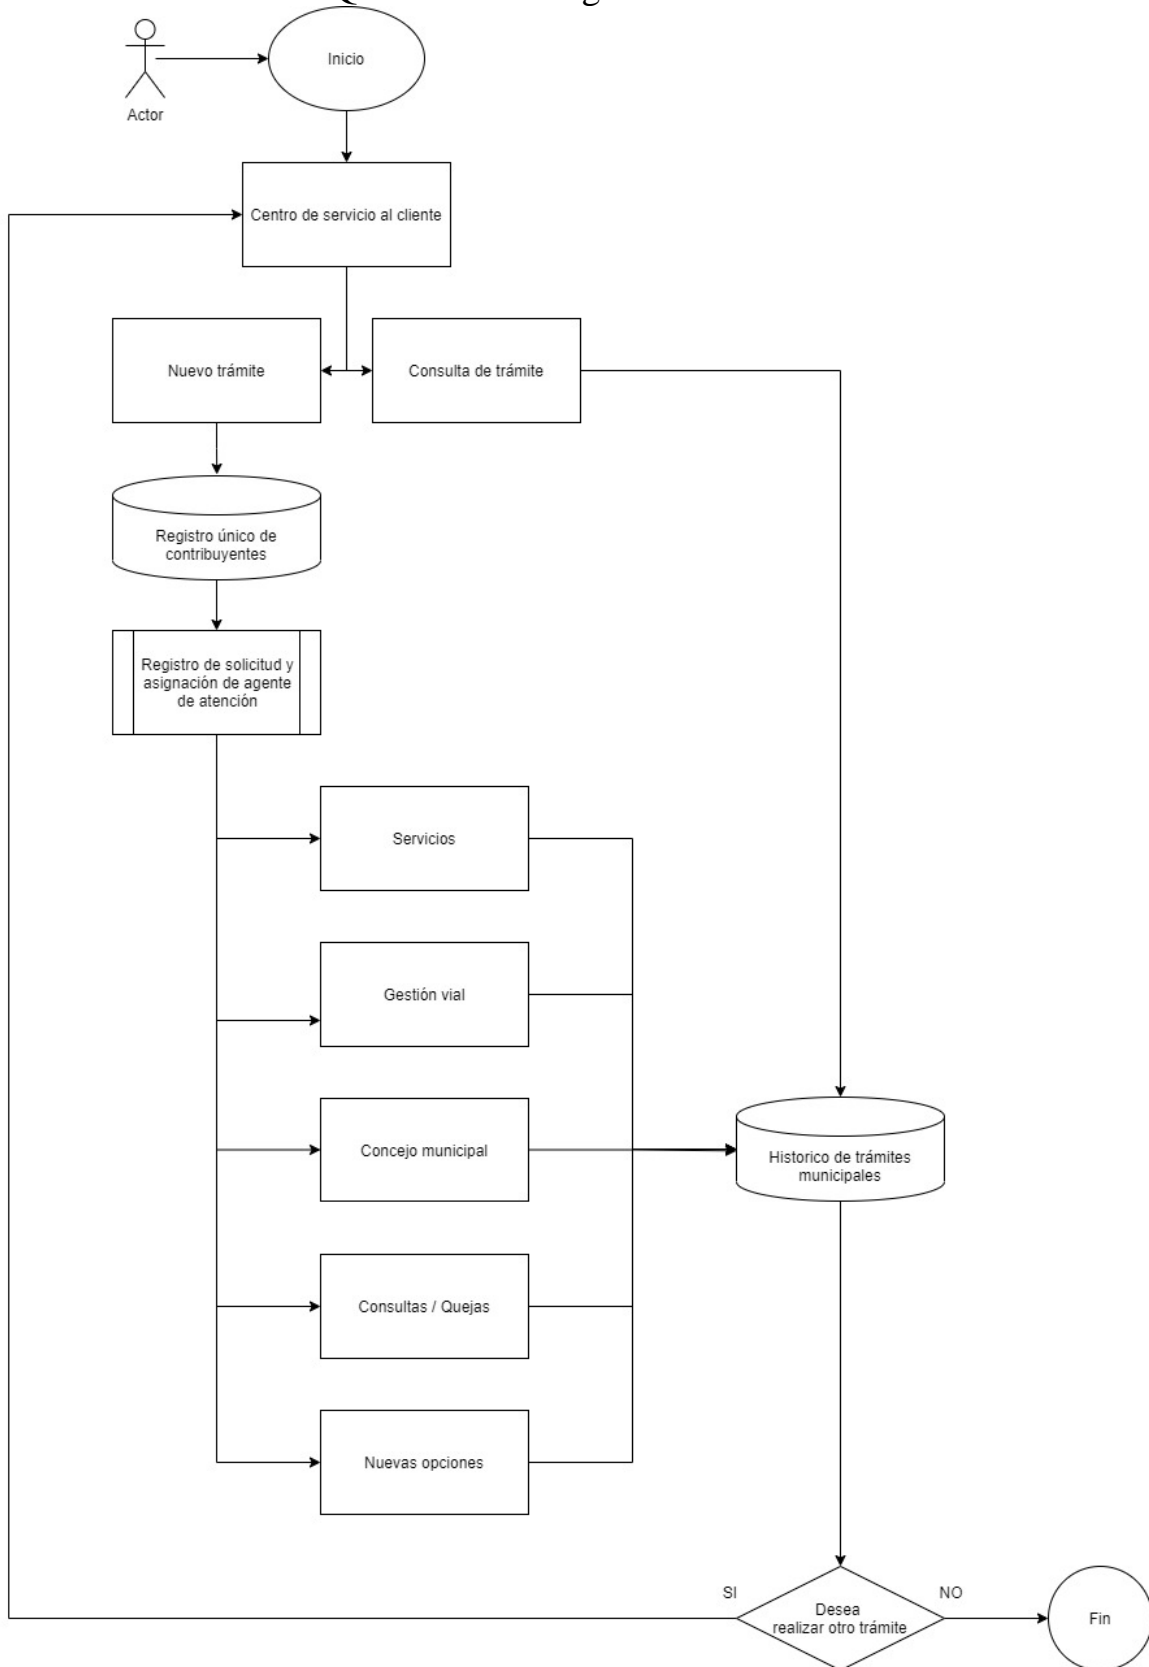 Inicio
Actor
Centro de servicio al cliente
Nuevo trámite
Consulta de trámite
Registro único de
contribuyentes
Registro de solicitud y
asignación de agente
de atención
Servicios
Gestión vial
Concejo municipal
Historico de trámites
municipales
Consultas / Quejas
Nuevas opciones
SI
NO
Desea
realizar otro trámite
Fin